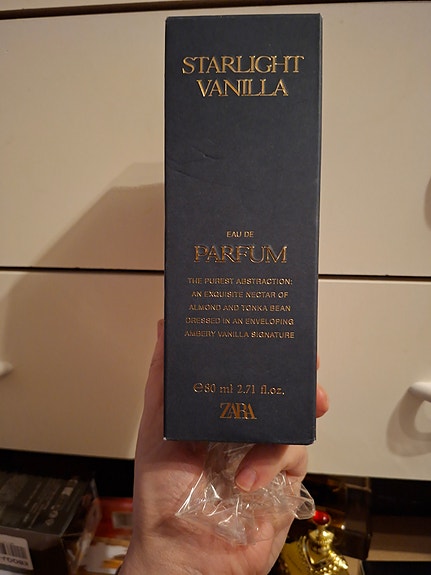 STARLIGHT
VANILLA
EAU DE
PARFUM
THE PUREST ABSTRACTION:
AN EXQUISITE NECTAR OF
ALMOND AND TONKA BEAN
DRESSED IN AN ENVELOPING
AMBERY VANILLA SIGNATURE
℮80 ml 2.71 fl.oz.
ZARA